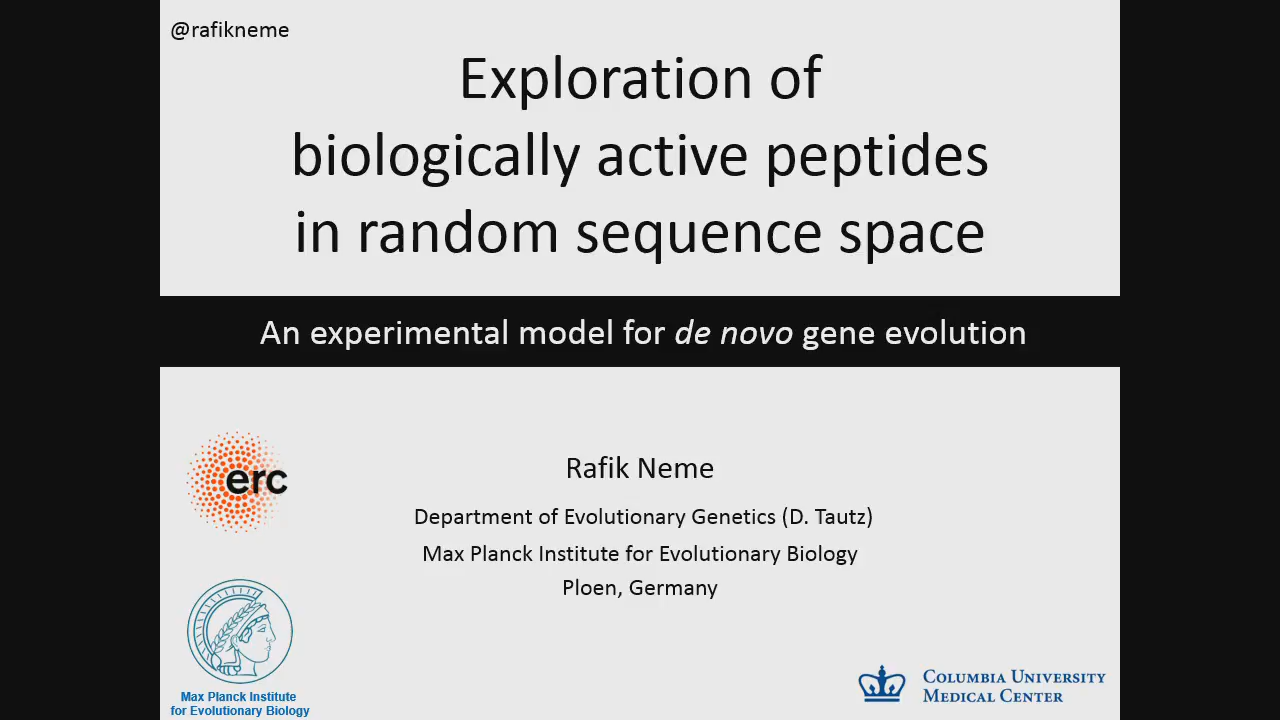 @rafikneme
Exploration of
biologically active peptides
in random sequence space
An experimental model for de novo gene evolution
erc
Rafik Neme
Department of Evolutionary Genetics (D. Tautz)
Max Planck Institute for Evolutionary Biology
Ploen, Germany
Max Planck Institute
for Evolutionary Biology
Columbia University
Medical Center